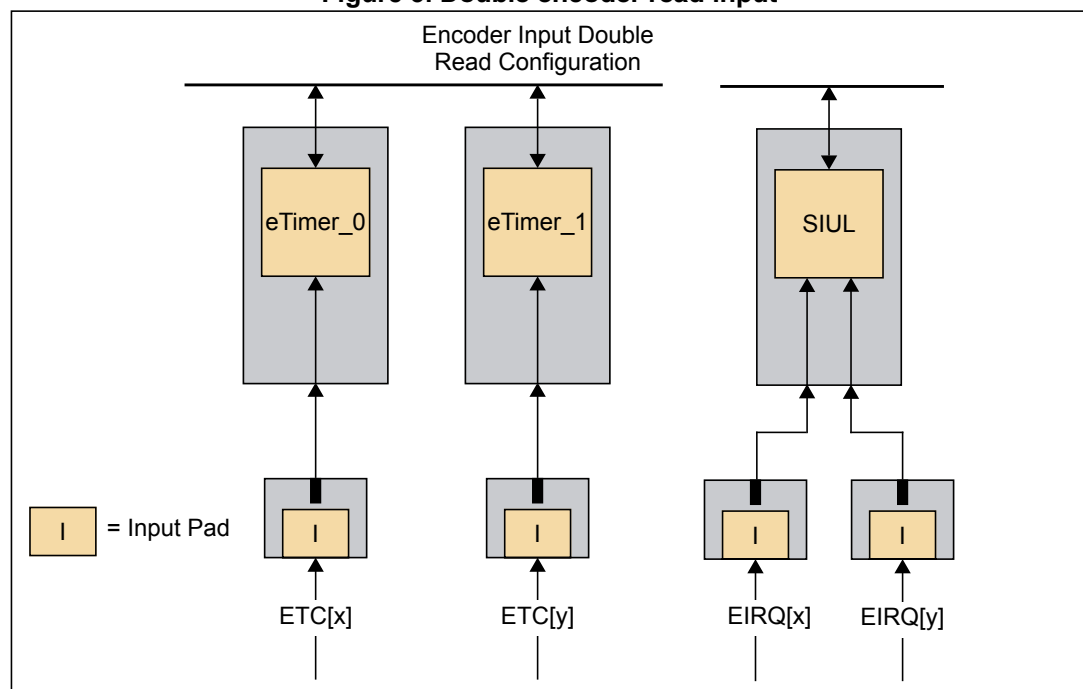 Figure 5. Double encoder read input
Encoder Input Double
Read Configuration
eTimer_0
eTimer_1
SIUL
I
= Input Pad
I
I
I
I
ETC[x]
ETC[y]
EIRQ[x]
EIRQ[y]